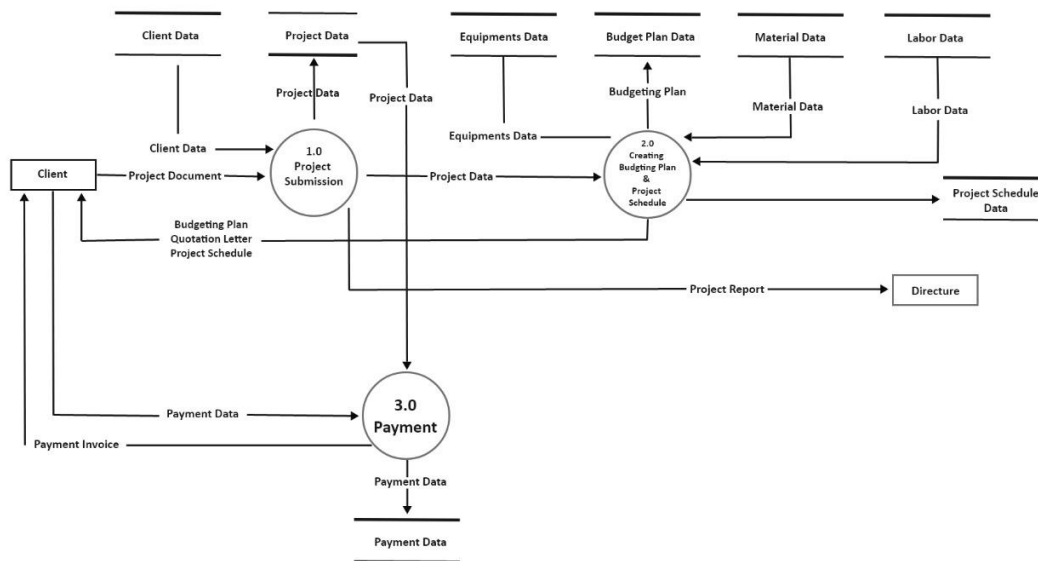 Client Data
Project Data
Equipments Data
Budget Plan Data
Material Data
Labor Data
Project Data
Project Data
Budgeting Plan
Material Data
Labor Data
Equipments Data
Client Data
1.0
Project
Submission
2.0
Creating
Budgting Plan
&
Project
Schedule
Client
Project Document
Project Data
Project Schedule
Data
Budgeting Plan
Quotation Letter
Project Schedule
Project Report
Directure
3.0
Payment
Payment Data
Payment Invoice
Payment Data
Payment Data